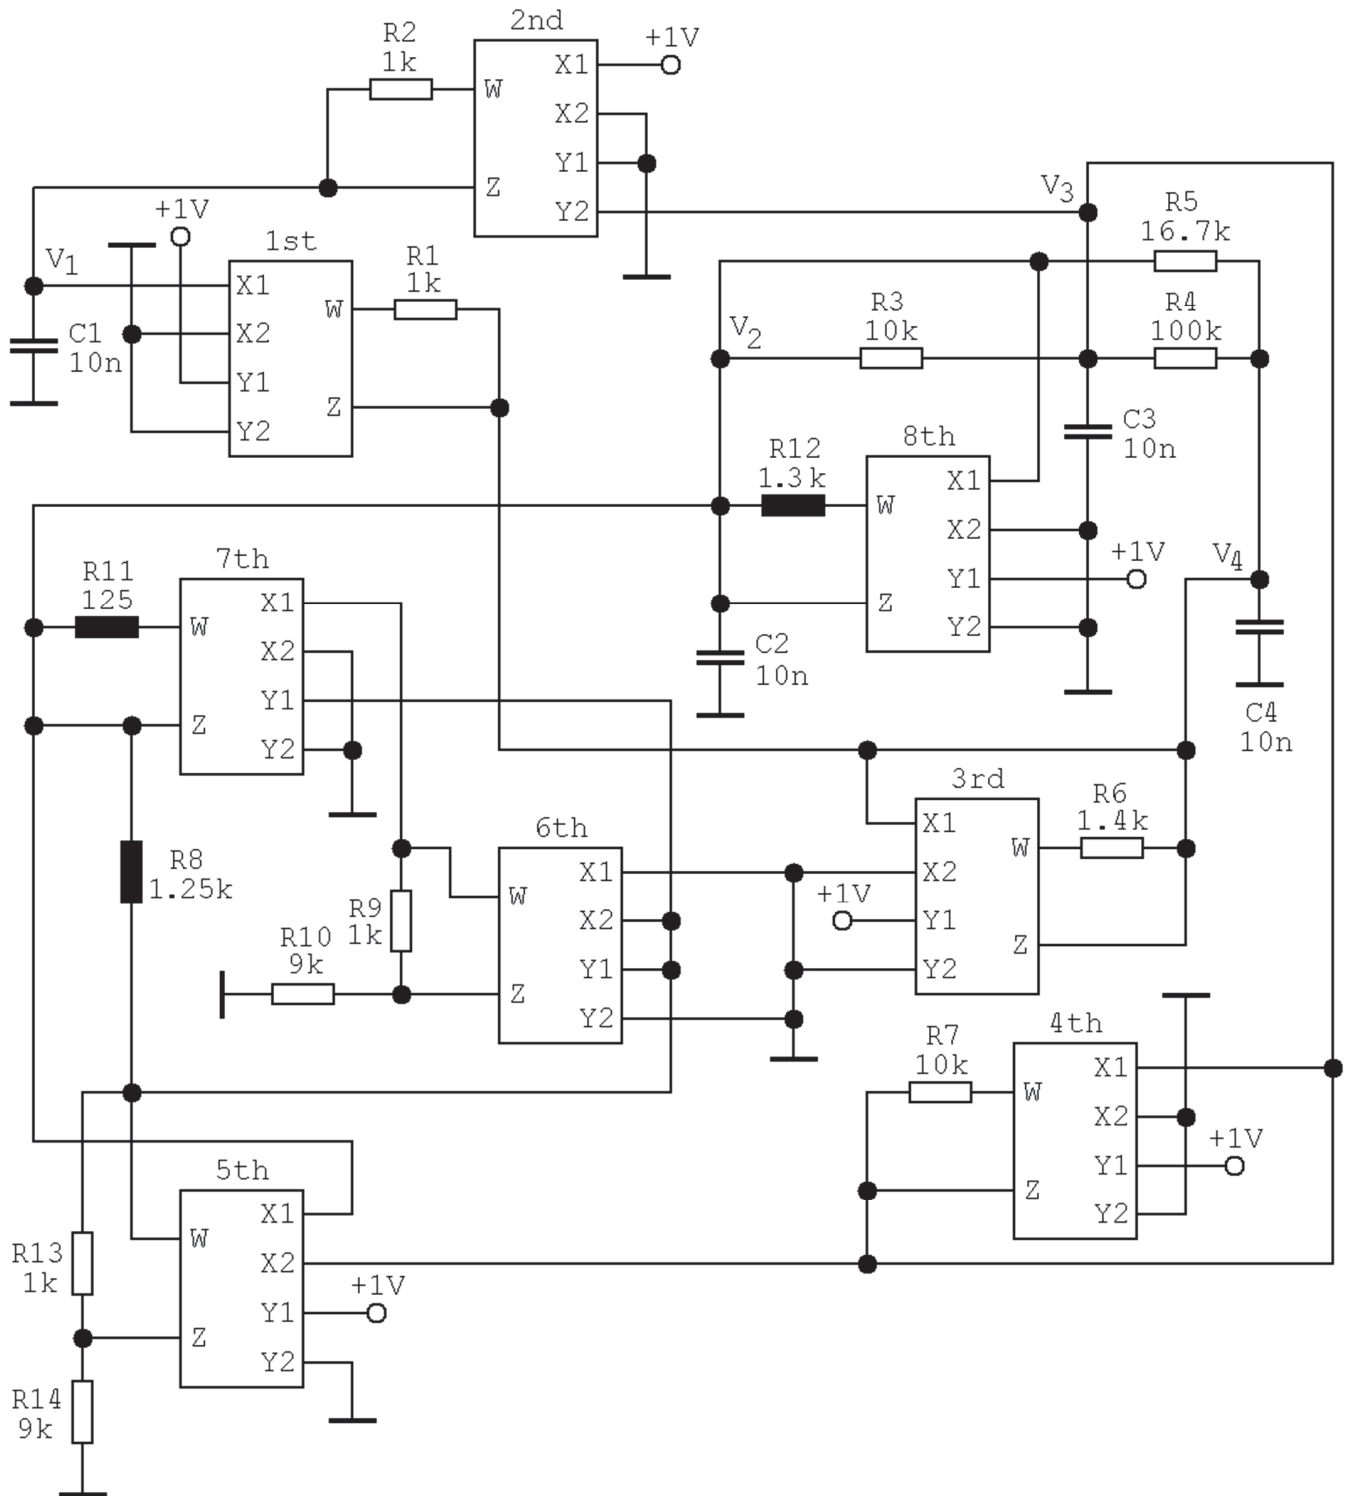 2nd
R2
1k
+1V
X1
W
X2
Y1
Z
Y2
V3
R5
16.7k
+1V
V1
1st
R1
1k
X1
W
X2
C1
10n
Y1
Z
Y2
V2
R3
10k
R4
100k
C3
10n
8th
R12
1.3k
X1
W
X2
+1V
Y1
Z
Y2
V4
C2
10n
C4
10n
7th
R11
125
X1
W
X2
Y1
Z
Y2
3rd
R6
1.4k
X1
W
X2
+1V
Y1
Z
Y2
6th
R8
1.25k
X1
W
R9
1k
X2
R10
9k
Y1
Z
Y2
4th
R7
10k
X1
W
X2
+1V
Y1
Z
Y2
5th
X1
W
R13
1k
X2
+1V
Y1
Z
Y2
R14
9k